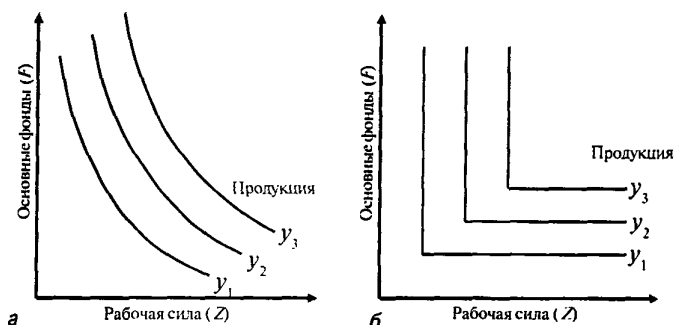 Основные фонды (F)
Продукция
y₃
y₂
y₁
Рабочая сила (Z)
а
Основные фонды (F)
Продукция
y₃
y₂
y₁
Рабочая сила (Z)
б